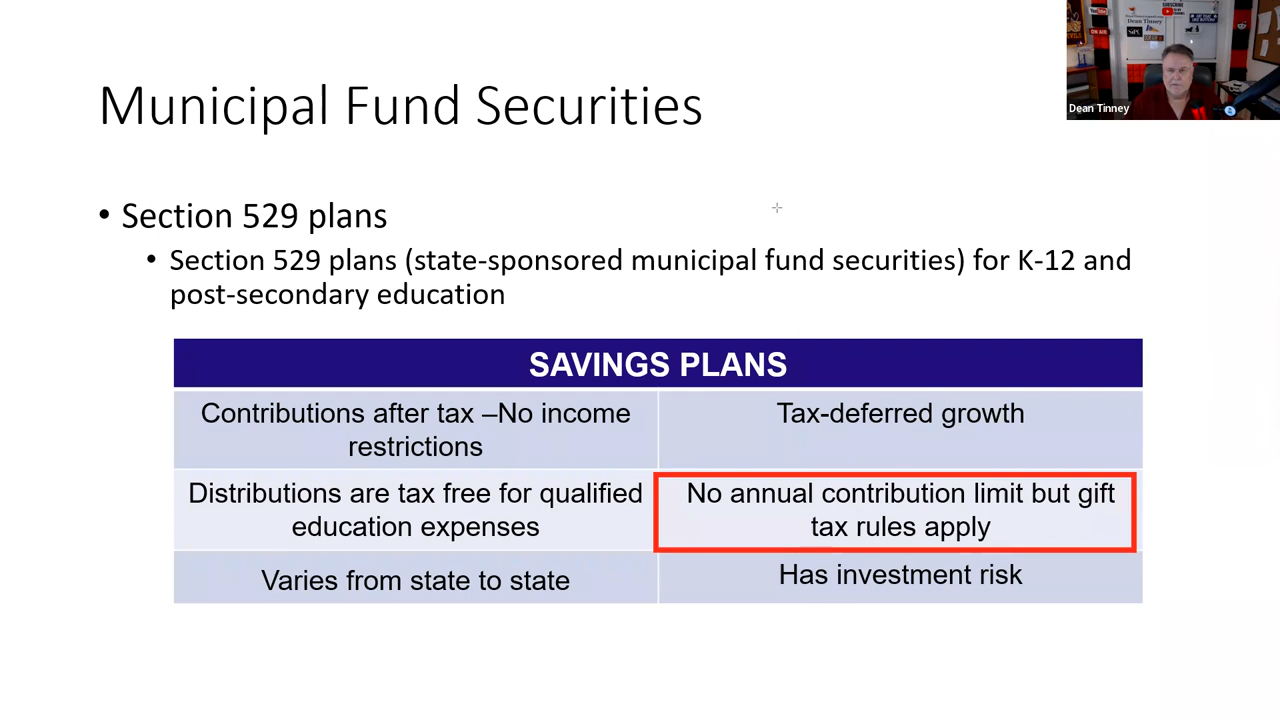 Municipal Fund Securities
Dean Tinney
• Section 529 plans
• Section 529 plans (state-sponsored municipal fund securities) for K-12 and
post-secondary education
SAVINGS PLANS
Contributions after tax –No income
restrictions
Tax-deferred growth
Distributions are tax free for qualified
education expenses
No annual contribution limit but gift
tax rules apply
Varies from state to state
Has investment risk